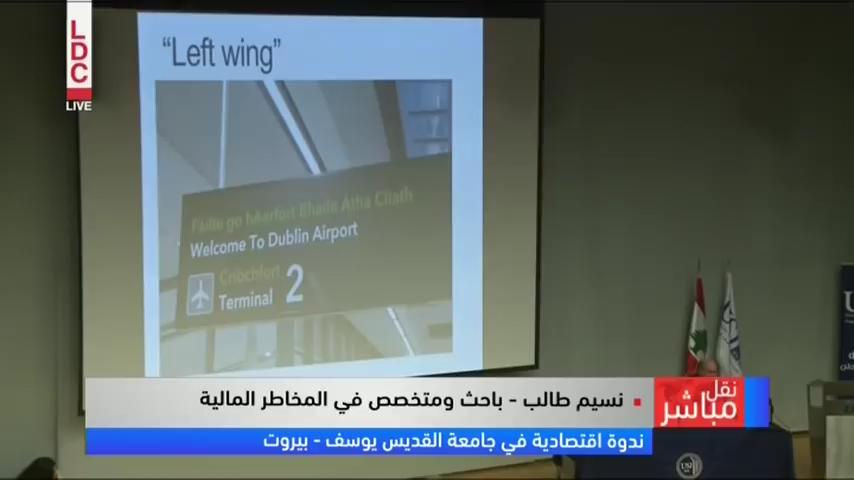 LDC
LIVE
“Left wing”
Fáilte go hAerfort Bhaile Átha Cliath
Welcome To Dublin Airport
Críochfort
Terminal 2
نقل
مباشر
نسيم طالب - باحث ومتخصص في المخاطر المالية
ندوة اقتصادية في جامعة القديس يوسف - بيروت